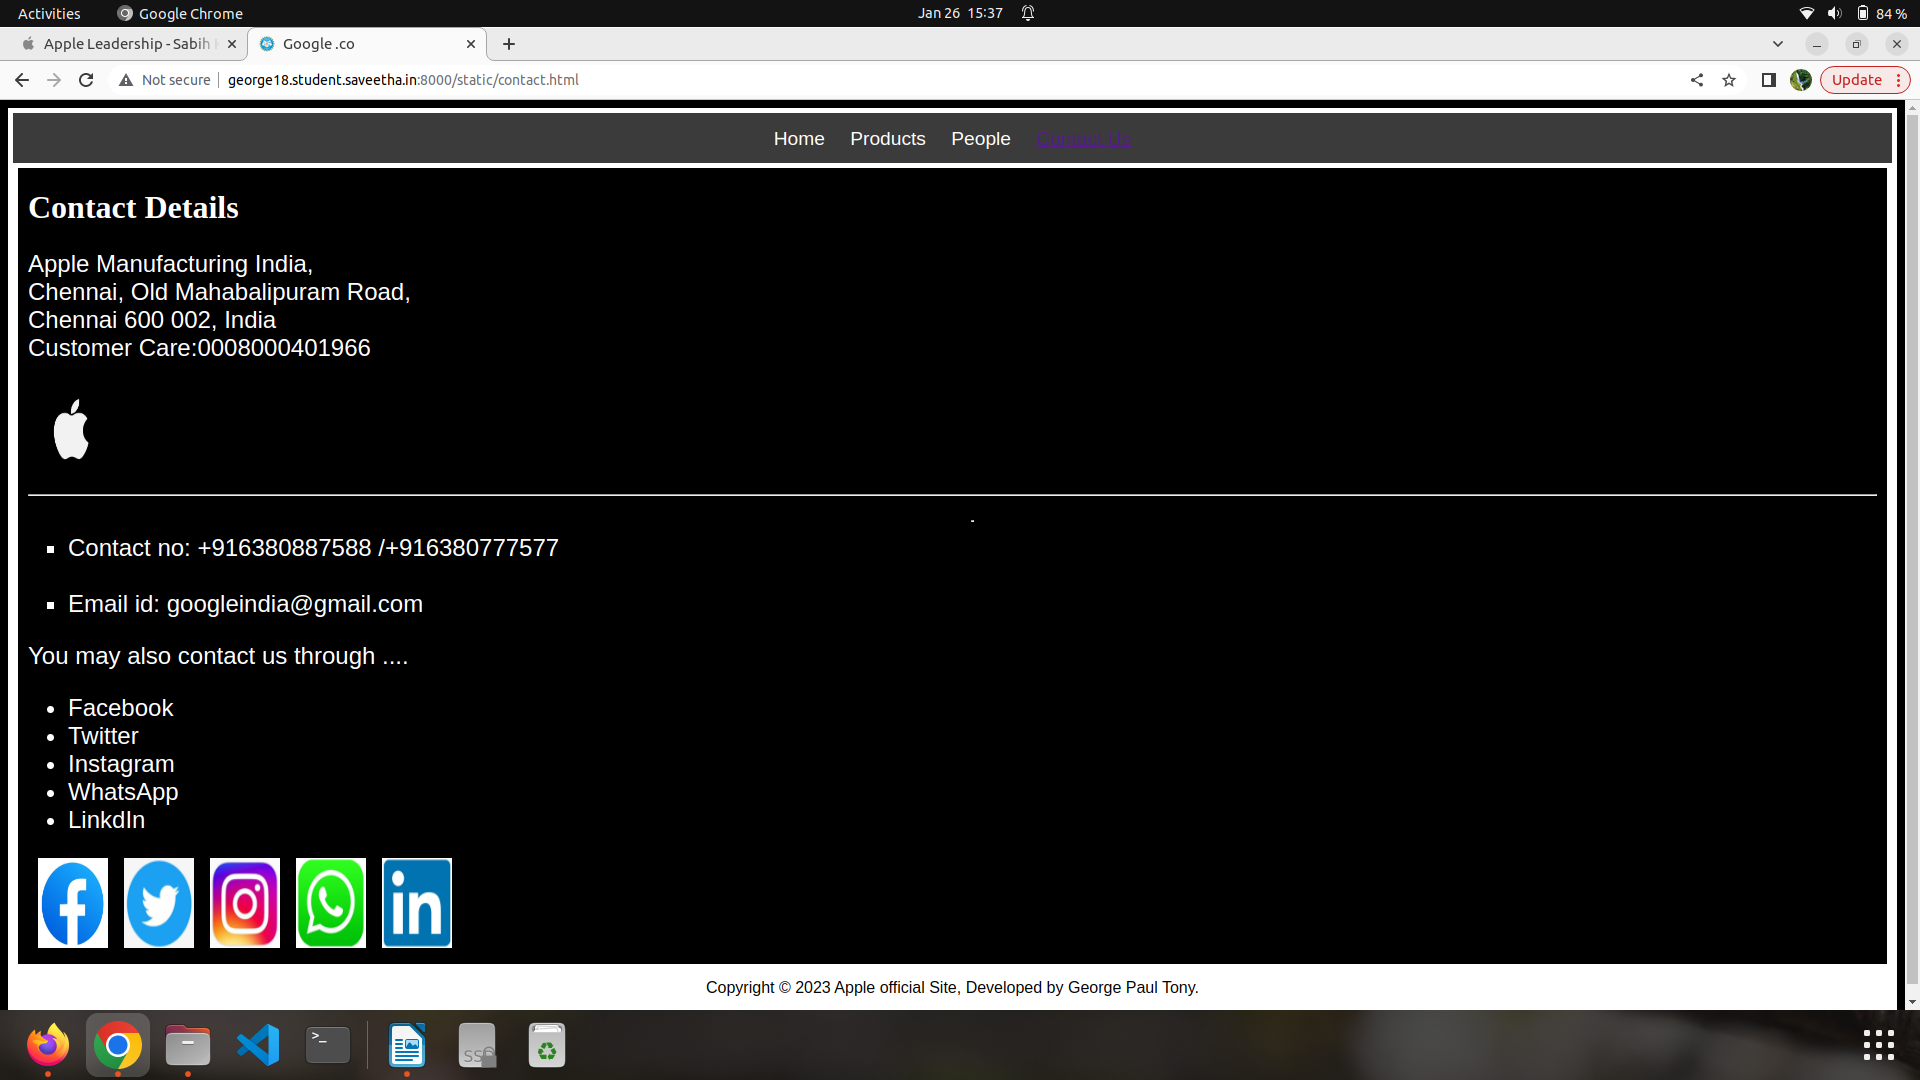 Activities Google Chrome Jan 26 15:37 84 %
Apple Leadership - Sabih Google .co
Not secure george18.student.saveetha.in:8000/static/contact.html Update
Home Products People Contact Us
Contact Details
Apple Manufacturing India,
Chennai, Old Mahabalipuram Road,
Chennai 600 002, India
Customer Care:0008000401966
Contact no: +916380887588 /+916380777577
Email id: googleindia@gmail.com
You may also contact us through ....
Facebook
Twitter
Instagram
WhatsApp
LinkdIn
in
Copyright © 2023 Apple official Site, Developed by George Paul Tony.
>_